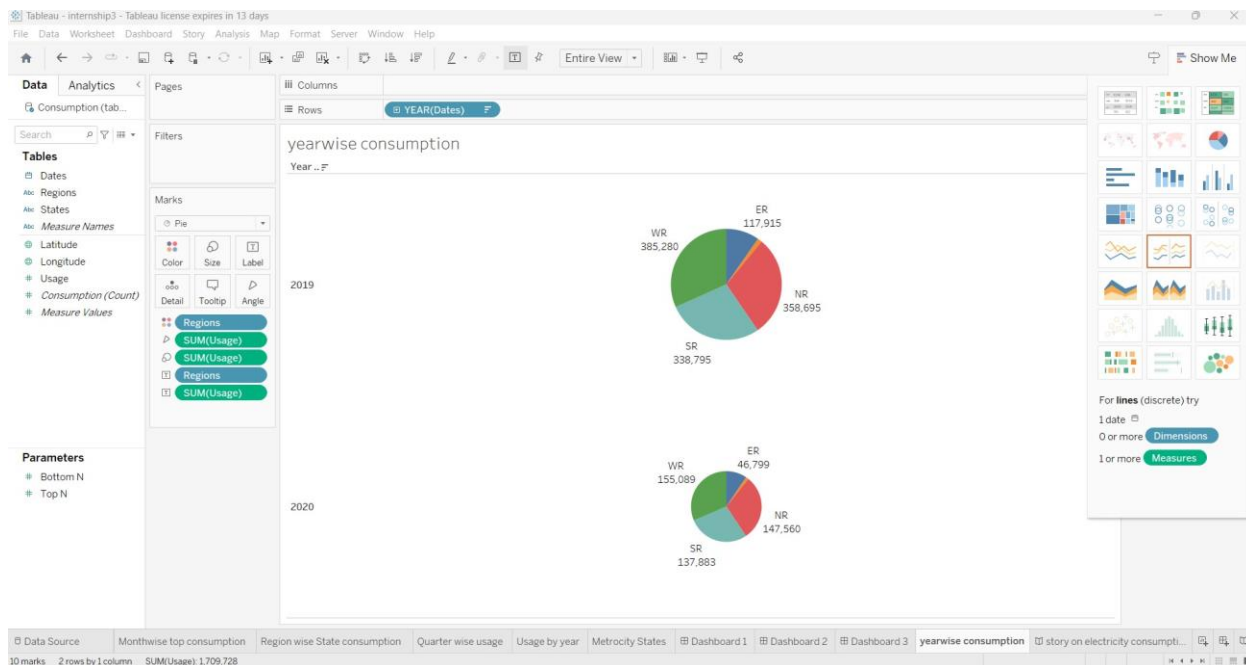 Tableau - internship3 - Tableau license expires in 13 days
File Data Worksheet Dashboard Story Analysis Map Format Server Window Help
Entire View
Show Me
Data Analytics
Consumption (tab...
Search
Tables
Dates
Abc Regions
Abc States
Abc Measure Names
Latitude
Longitude
# Usage
# Consumption (Count)
# Measure Values
Parameters
# Bottom N
# Top N
Pages
Filters
Marks
Pie
Color Size Label
Detail Tooltip Angle
Regions
SUM(Usage)
SUM(Usage)
Regions
SUM(Usage)
Columns
Rows YEAR(Dates)
yearwise consumption
Year ..
2019
ER
117,915
WR
385,280
NR
358,695
SR
338,795
2020
ER
46,799
WR
155,089
NR
147,560
SR
137,883
For lines (discrete) try
1 date
0 or more Dimensions
1 or more Measures
Data Source Monthwise top consumption Region wise State consumption Quarter wise usage Usage by year Metrocity States Dashboard 1 Dashboard 2 Dashboard 3 yearwise consumption story on electricity consumpti...
10 marks 2 rows by 1 column SUM(Usage): 1,709,728